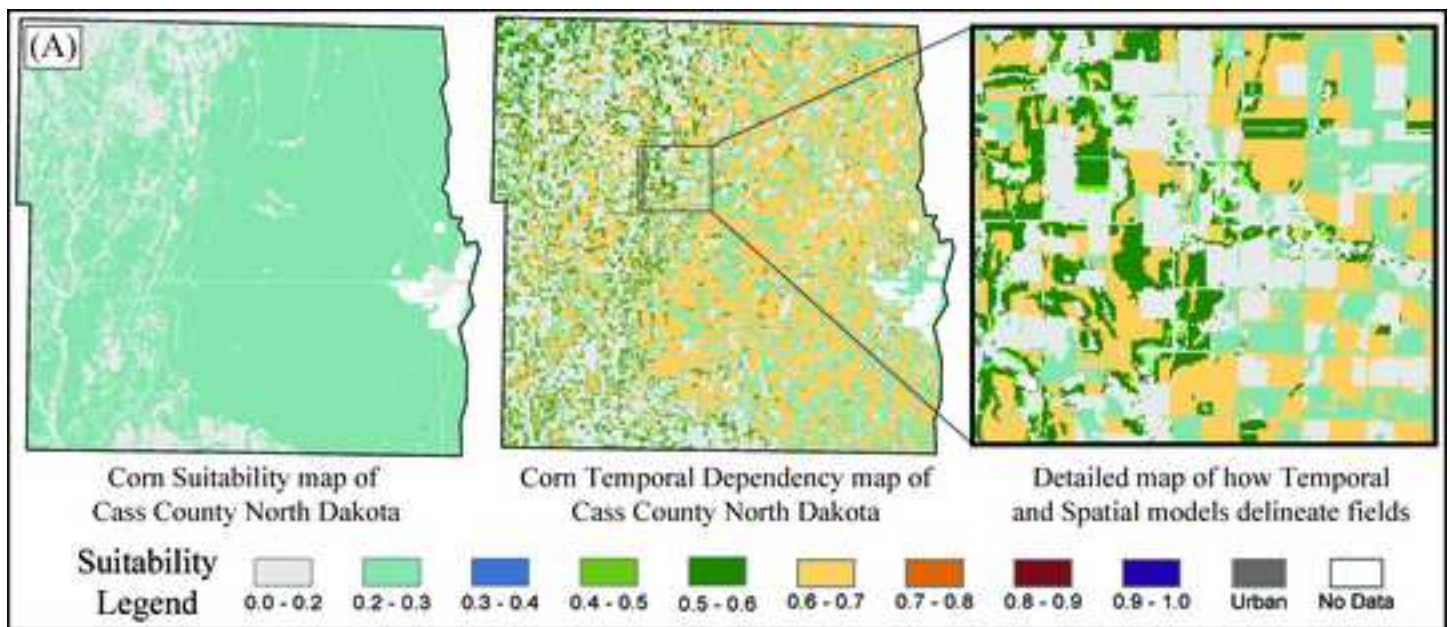 (A)
Corn Suitability map of
Cass County North Dakota
Corn Temporal Dependency map of
Cass County North Dakota
Detailed map of how Temporal
and Spatial models delineate fields
Suitability
Legend
0.0 - 0.2
0.2 - 0.3
0.3 - 0.4
0.4 - 0.5
0.5 - 0.6
0.6 - 0.7
0.7 - 0.8
0.8 - 0.9
0.9 - 1.0
Urban
No Data